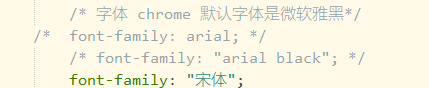 /* 字体 chrome 默认字体是微软雅黑*/
/*  font-family: arial; */
/* font-family: "arial black"; */
font-family: "宋体";